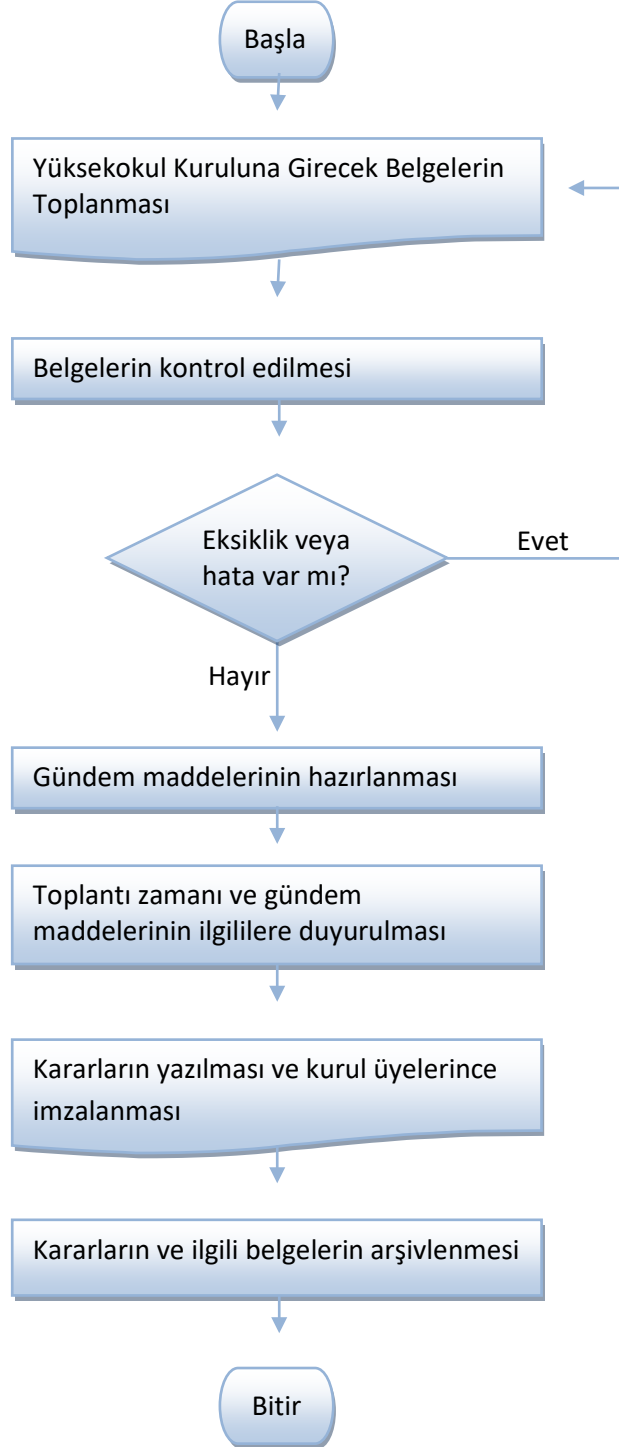 Başla
Yüksekokul Kuruluna Girecek Belgelerin
Toplanması
Belgelerin kontrol edilmesi
Eksiklik veya
hata var mı?
Evet
Hayır
Gündem maddelerinin hazırlanması
Toplantı zamanı ve gündem
maddelerinin ilgililere duyurulması
Kararların yazılması ve kurul üyelerince
imzalanması
Kararların ve ilgili belgelerin arşivlenmesi
Bitir